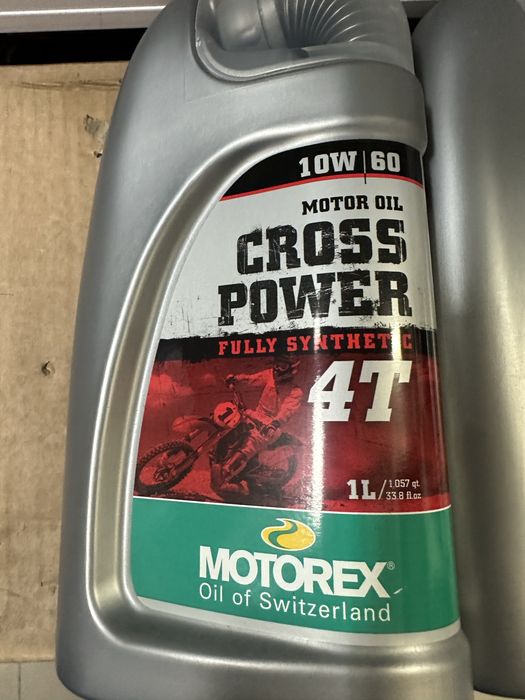 10W|60
MOTOR OIL
CROSS
POWER
FULLY SYNTHETIC
4T
1
1L/1,057 qt.
33.8 fl.oz
MOTOREX®
Oil of Switzerland